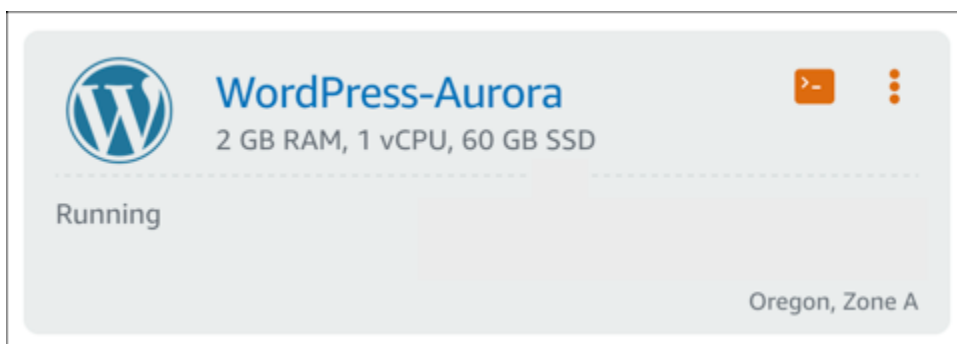 WordPress-Aurora
2 GB RAM, 1 vCPU, 60 GB SSD
Running
Oregon, Zone A